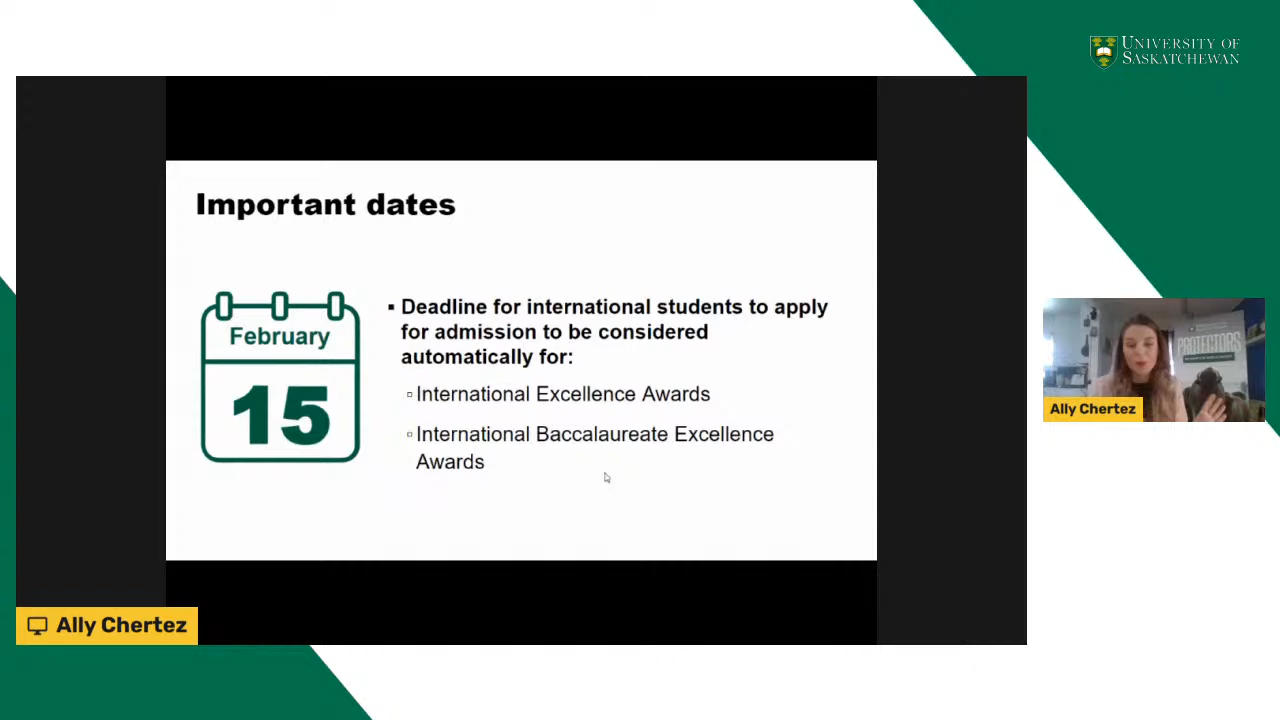 UNIVERSITY OF
SASKATCHEWAN
Important dates
February
15
▪ Deadline for international students to apply
for admission to be considered
automatically for:
▫ International Excellence Awards
▫ International Baccalaureate Excellence
Awards
PROTECTORS
Ally Chertez
Ally Chertez